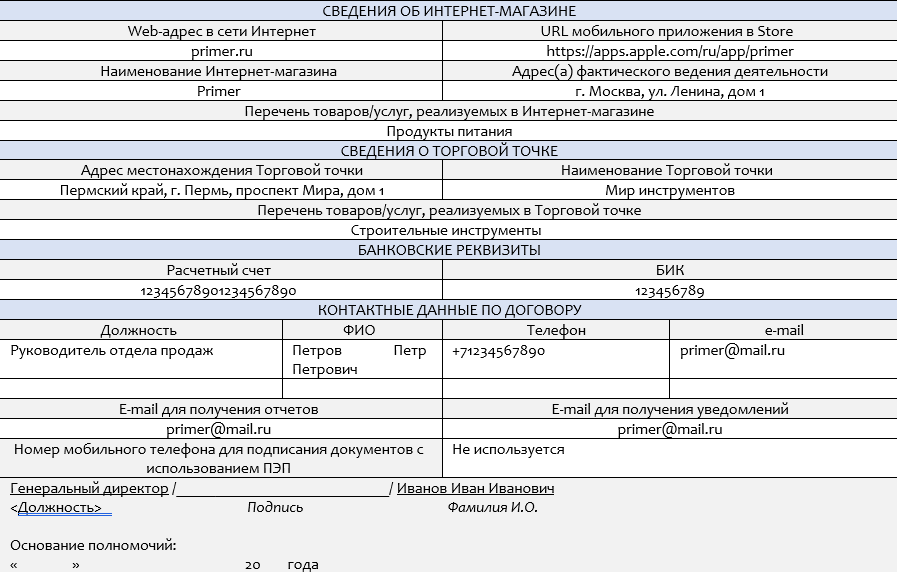 СВЕДЕНИЯ ОБ ИНТЕРНЕТ-МАГАЗИНЕ
Web-адрес в сети Интернет URL мобильного приложения в Store
primer.ru https://apps.apple.com/ru/app/primer
Наименование Интернет-магазина Адрес(а) фактического ведения деятельности
Primer г. Москва, ул. Ленина, дом 1
Перечень товаров/услуг, реализуемых в Интернет-магазине
Продукты питания
СВЕДЕНИЯ О ТОРГОВОЙ ТОЧКЕ
Адрес местонахождения Торговой точки Наименование Торговой точки
Пермский край, г. Пермь, проспект Мира, дом 1 Мир инструментов
Перечень товаров/услуг, реализуемых в Торговой точке
Строительные инструменты
БАНКОВСКИЕ РЕКВИЗИТЫ
Расчетный счет БИК
12345678901234567890 123456789
КОНТАКТНЫЕ ДАННЫЕ ПО ДОГОВОРУ
Должность ФИО Телефон e-mail
Руководитель отдела продаж Петров Петр +71234567890 primer@mail.ru
Петрович
E-mail для получения отчетов E-mail для получения уведомлений
primer@mail.ru primer@mail.ru
Номер мобильного телефона для подписания документов с Не используется
использованием ПЭП
Генеральный директор /___________________________/ Иванов Иван Иванович
<Должность>_ Подпись Фамилия И.О.
Основание полномочий:
« » 20 года